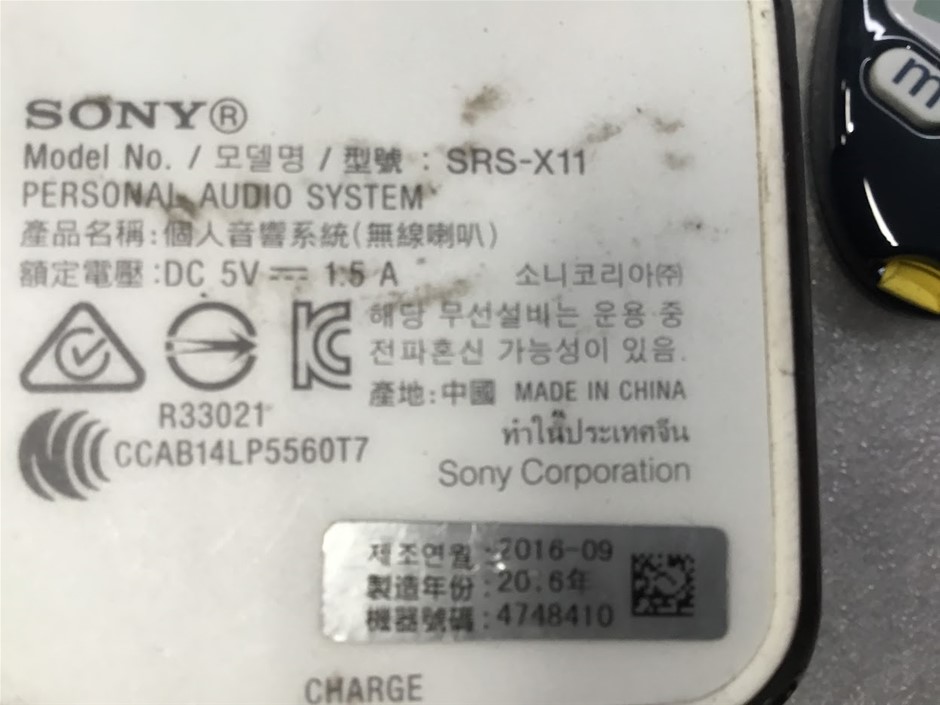 SONY®
Model No. / 모델명 / 型號 : SRS-X11
PERSONAL AUDIO SYSTEM
產品名稱:個人音響系統(無線喇叭)
額定電壓:DC 5V ⎓ 1.5 A
소니코리아㈜
해당 무선설비는 운용 중
전파혼신 가능성이 있음.
產地:中國 MADE IN CHINA
R33021
ทำในประเทศจีน
CCAB14LP5560T7
Sony Corporation
제조연월 :2016-09
製造年份 : 年
機器號碼 :4748410
CHARGE
m